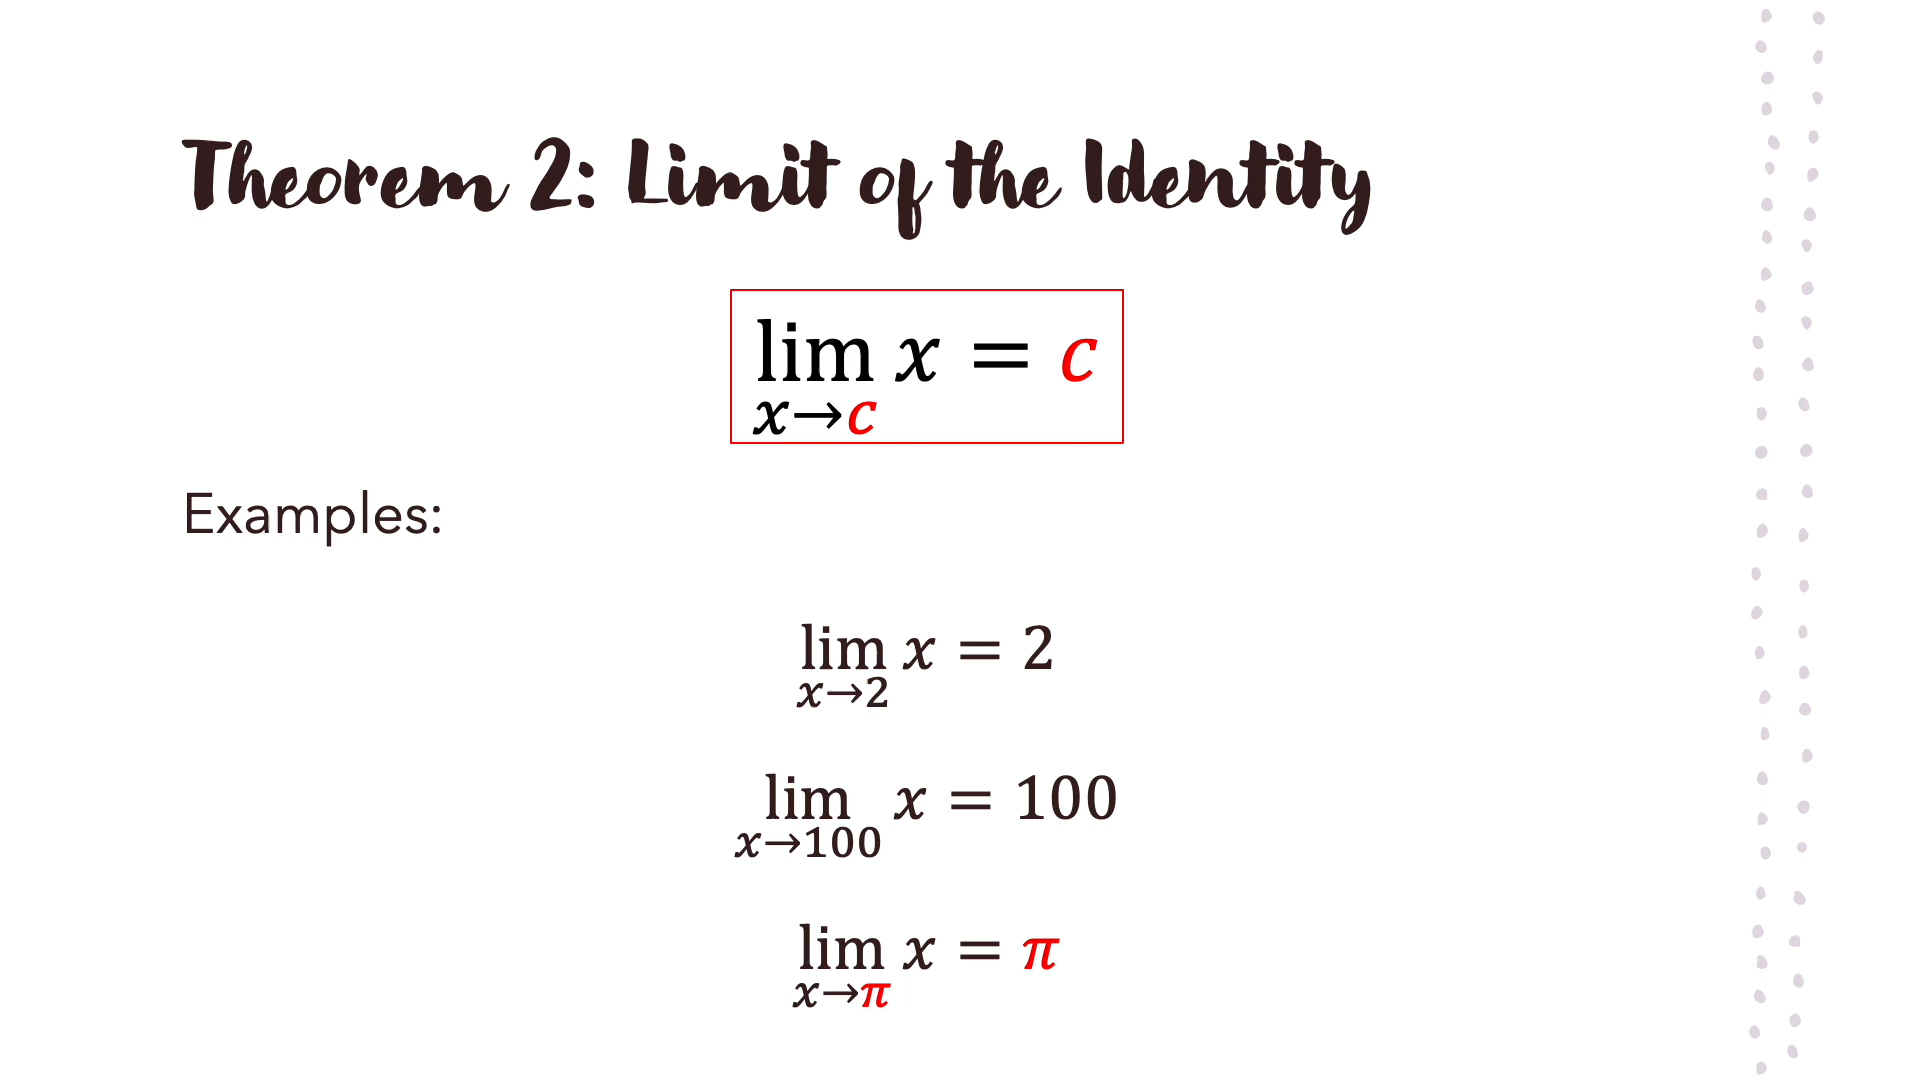 Theorem 2: Limit of the Identity
lim x = c
x→c
Examples:
lim x = 2
x→2
lim x = 100
x→100
lim x = π
x→π